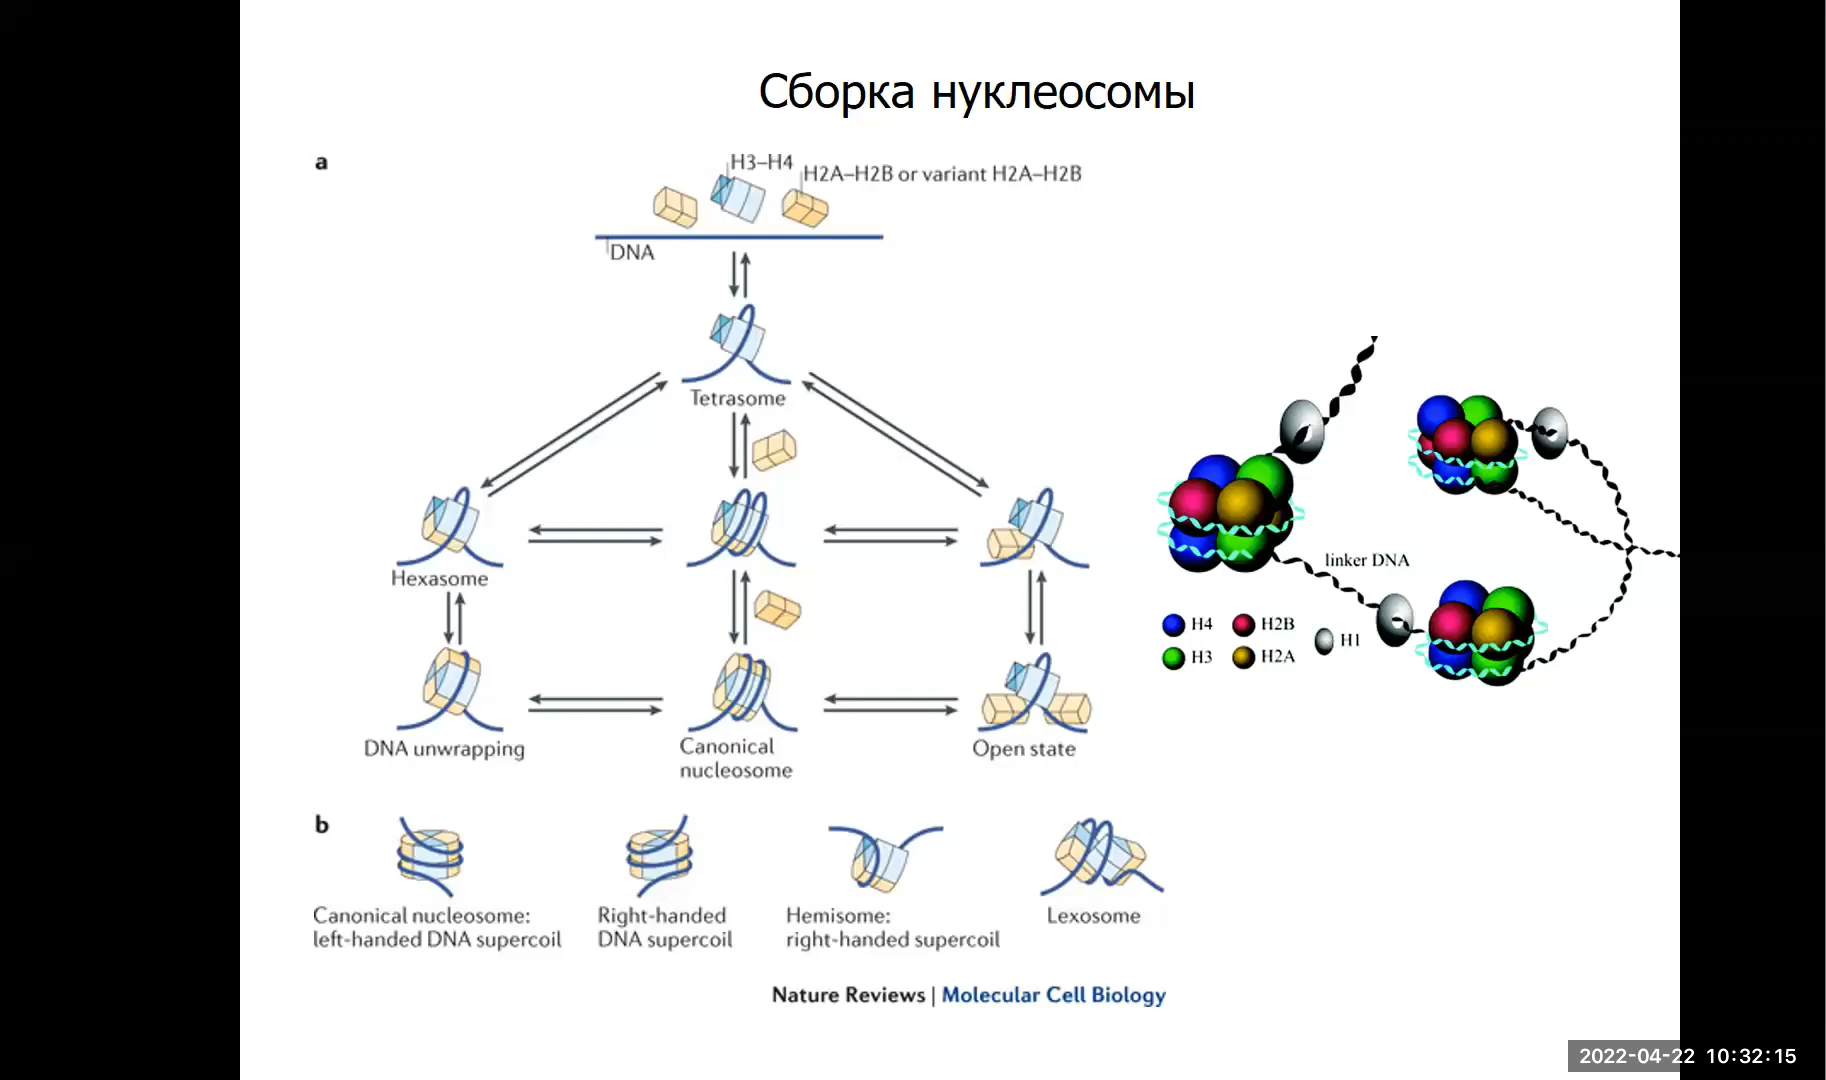 Сборка нуклеосомы
a
H3–H4
H2A–H2B or variant H2A–H2B
DNA
Tetrasome
Hexasome
DNA unwrapping
Canonical
nucleosome
Open state
linker DNA
H4
H2B
H1
H3
H2A
b
Canonical nucleosome:
left-handed DNA supercoil
Right-handed
DNA supercoil
Hemisome:
right-handed supercoil
Lexosome
Nature Reviews | Molecular Cell Biology
2022-04-22 10:32:15